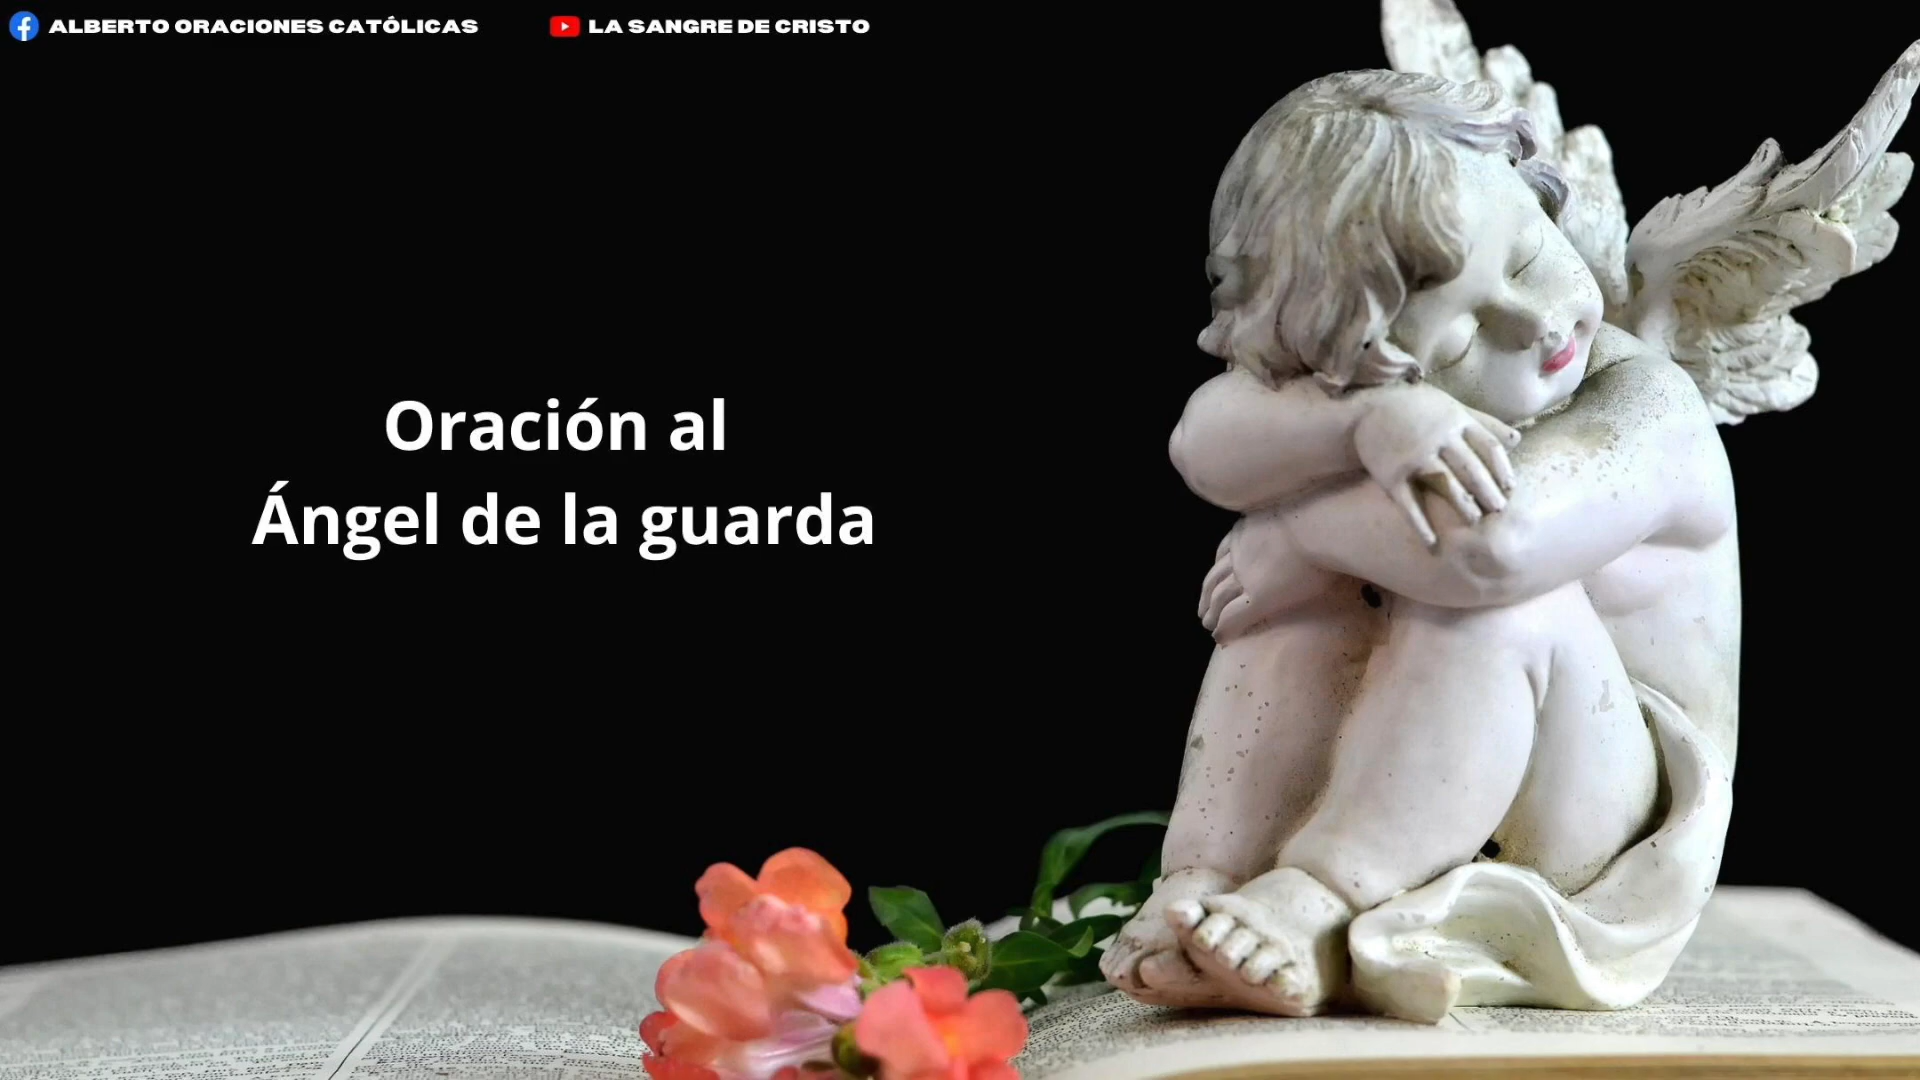 ALBERTO ORACIONES CATÓLICAS
LA SANGRE DE CRISTO
Oración al
Ángel de la guarda